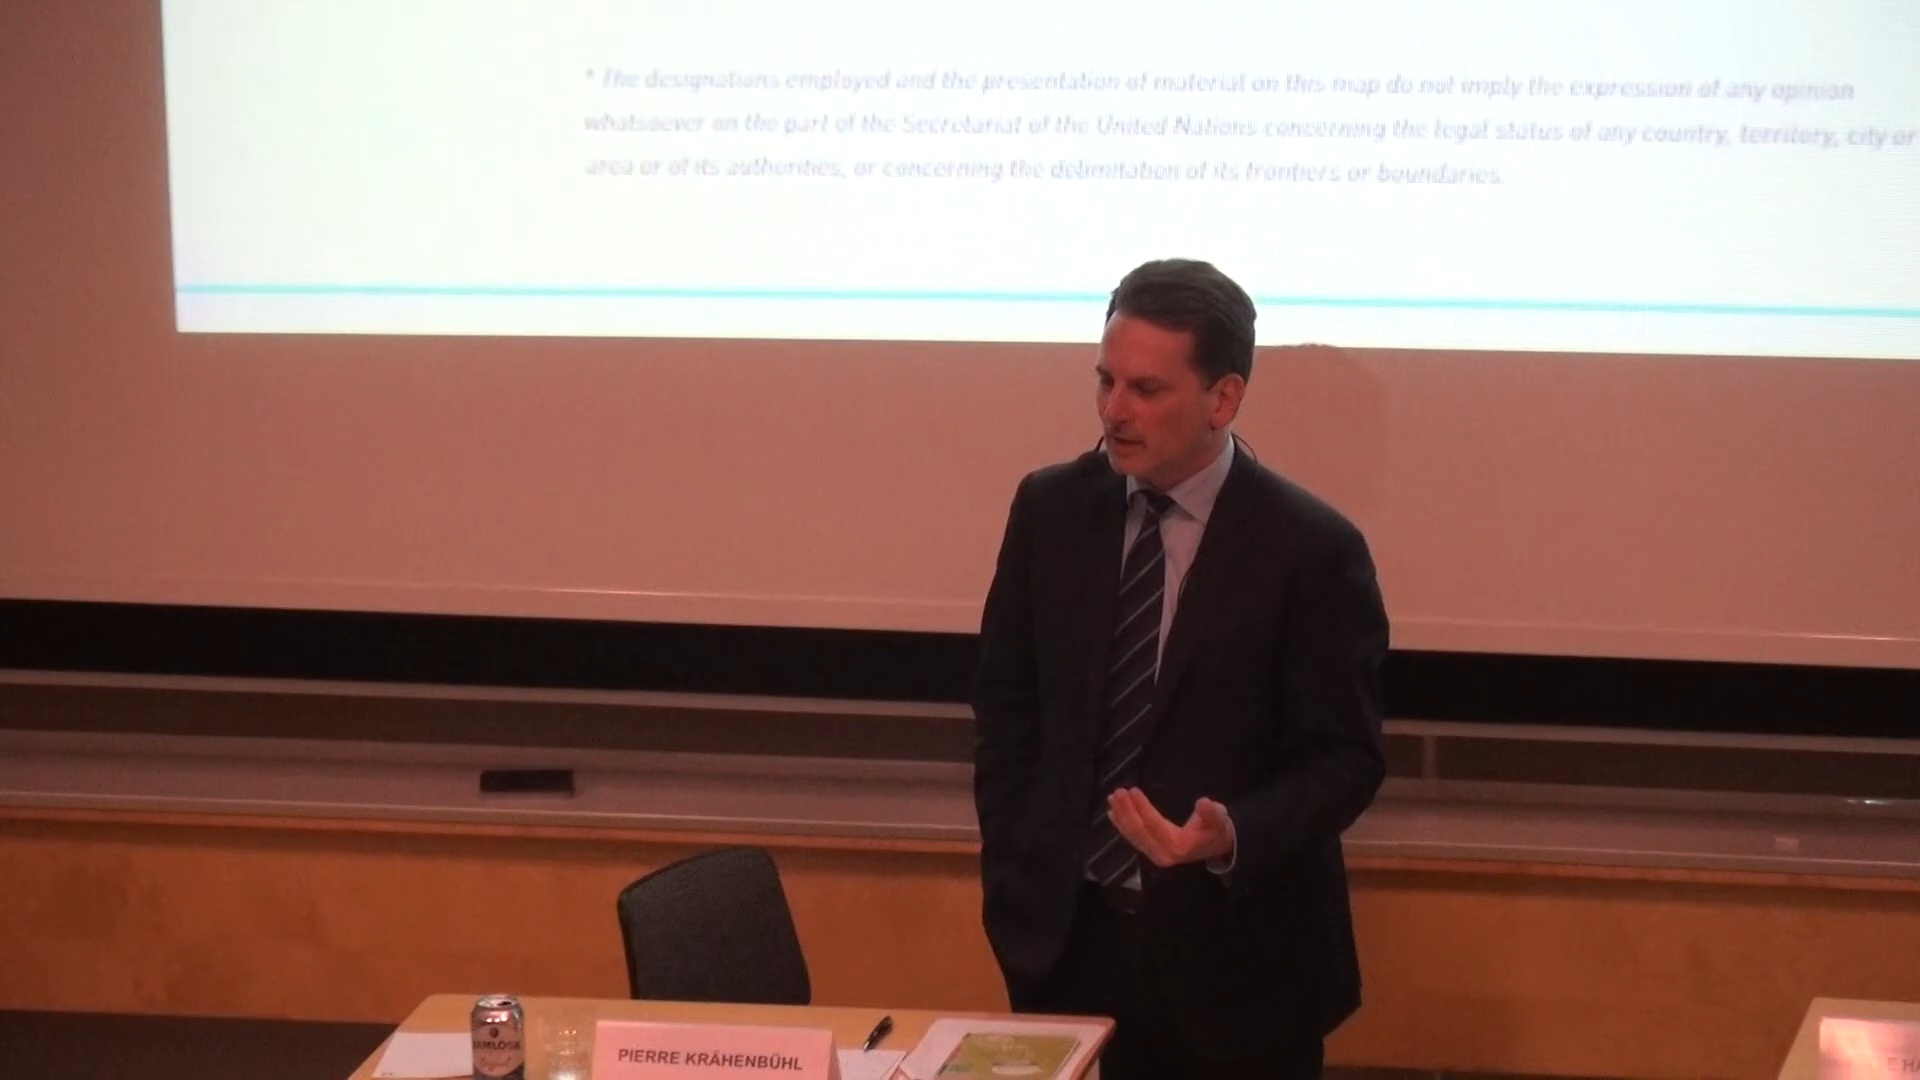 * The designations employed and the presentation of material on this map do not imply the expression of any opinion
whatsoever on the part of the Secretariat of the United Nations concerning the legal status of any country, territory, city or
area or of its authorities, or concerning the delimitation of its frontiers or boundaries.
RAMLÖSA
Original
PIERRE KRÄHENBÜHL